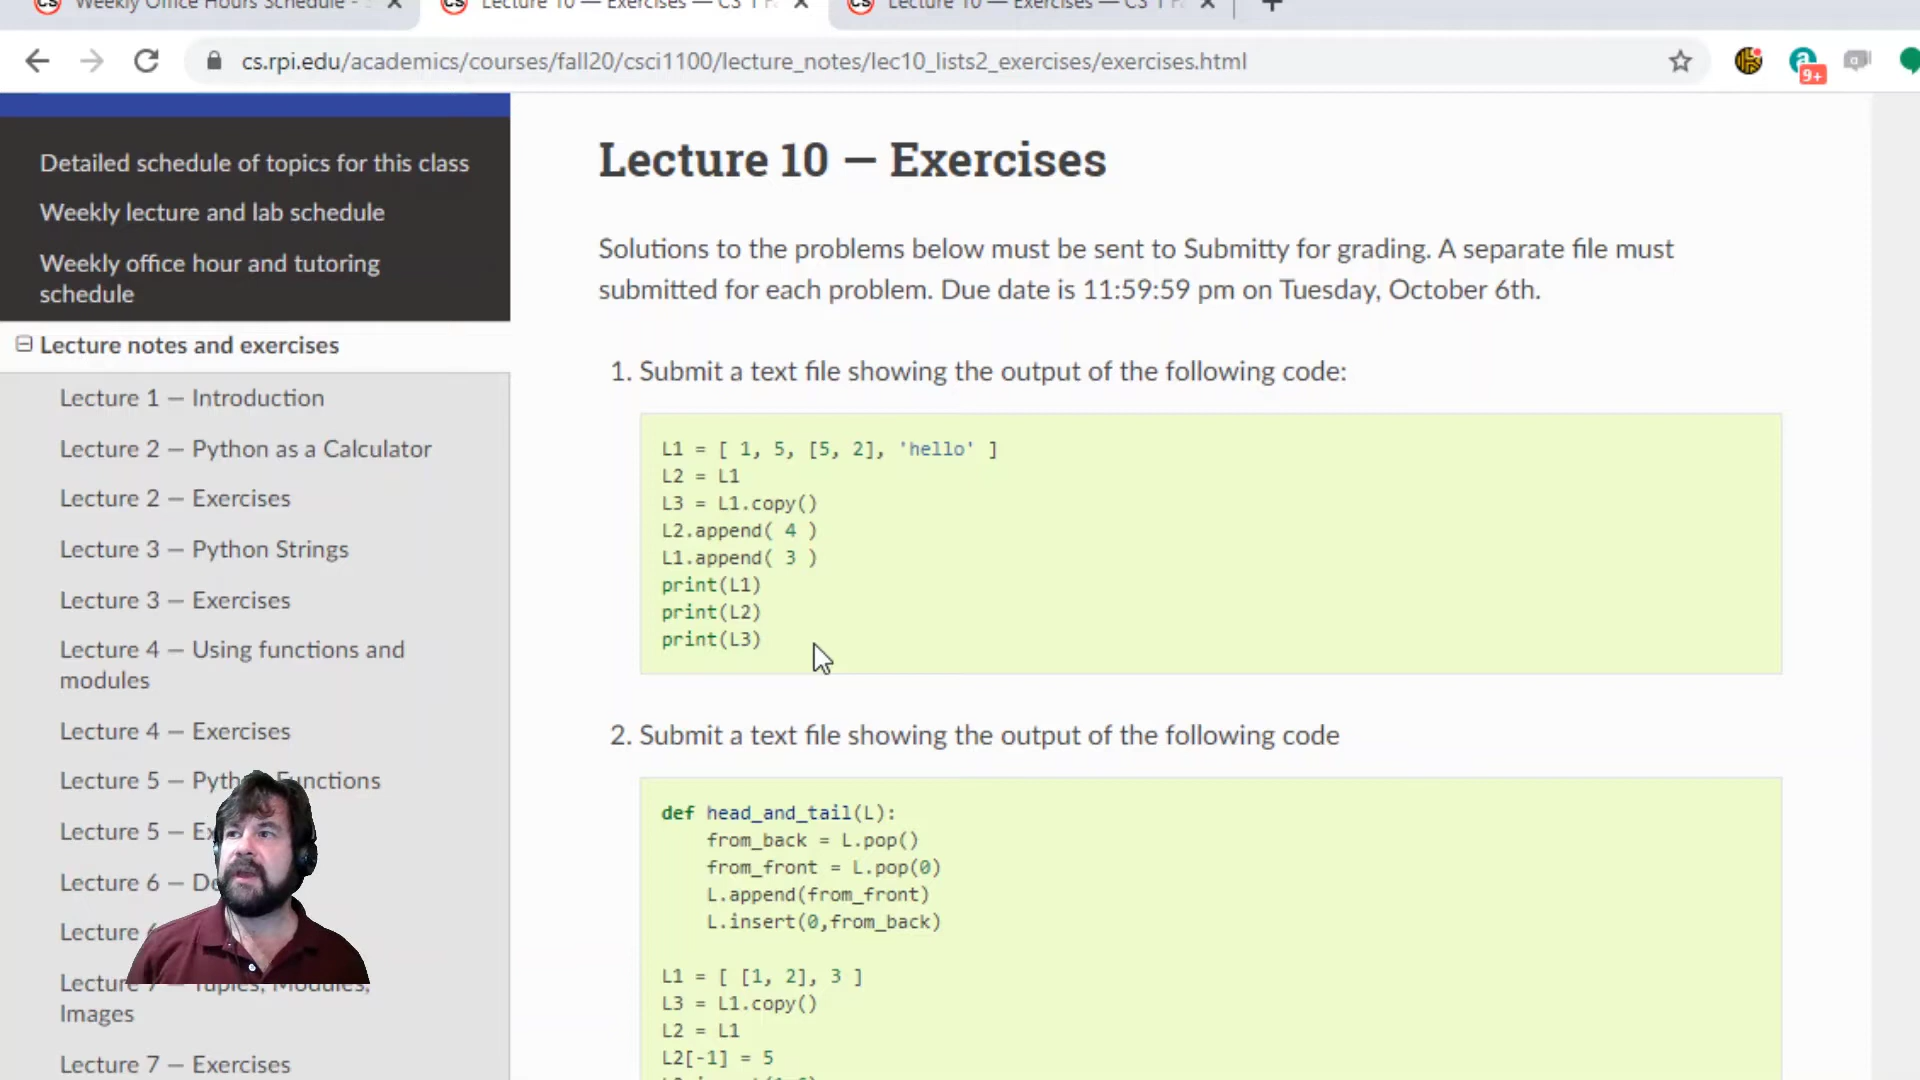 Weekly Office Hours Schedule -
Lecture 10 — Exercises — CS 1 F
Lecture 10 — Exercises — CS 1 F
cs.rpi.edu/academics/courses/fall20/csci1100/lecture_notes/lec10_lists2_exercises/exercises.html
9+
Detailed schedule of topics for this class
Weekly lecture and lab schedule
Weekly office hour and tutoring
schedule
Lecture notes and exercises
Lecture 1 — Introduction
Lecture 2 — Python as a Calculator
Lecture 2 — Exercises
Lecture 3 — Python Strings
Lecture 3 — Exercises
Lecture 4 — Using functions and
modules
Lecture 4 — Exercises
Lecture 5 — Pyth Functions
Lecture 5 — Ex
Lecture 6 — De
Lecture
Lecture 7 — Tuples, Modules,
Images
Lecture 7 — Exercises
Lecture 10 — Exercises
Solutions to the problems below must be sent to Submitty for grading. A separate file must
submitted for each problem. Due date is 11:59:59 pm on Tuesday, October 6th.
1. Submit a text file showing the output of the following code:
L1 = [ 1, 5, [5, 2], 'hello' ]
L2 = L1
L3 = L1.copy()
L2.append( 4 )
L1.append( 3 )
print(L1)
print(L2)
print(L3)
2. Submit a text file showing the output of the following code
def head_and_tail(L):
from_back = L.pop()
from_front = L.pop(0)
L.append(from_front)
L.insert(0,from_back)
L1 = [ [1, 2], 3 ]
L3 = L1.copy()
L2 = L1
L2[-1] = 5